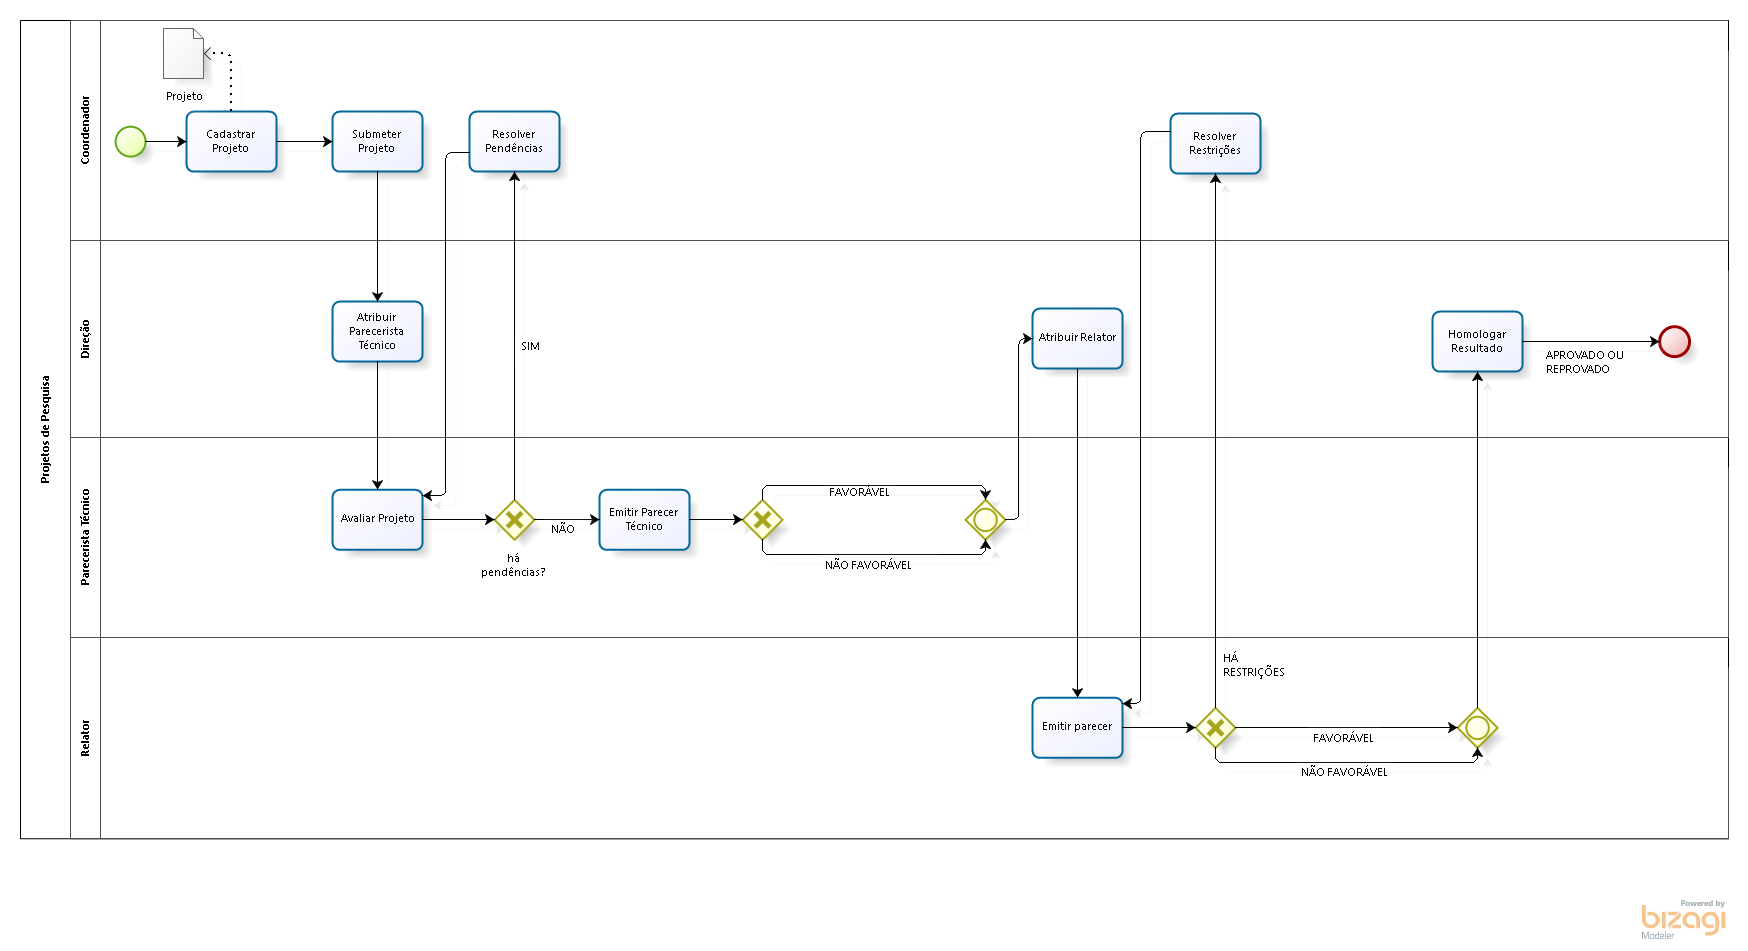 Projetos de Pesquisa
Coordenador
Projeto
Cadastrar
Projeto
Submeter
Projeto
Resolver
Pendências
Resolver
Restrições
Direção
Atribuir
Parecerista
Técnico
SIM
Atribuir Relator
Homologar
Resultado
APROVADO OU
REPROVADO
Parecerista Técnico
Avaliar Projeto
há
pendências?
NÃO
Emitir Parecer
Técnico
FAVORÁVEL
NÃO FAVORÁVEL
Relator
Emitir parecer
HÁ
RESTRIÇÕES
FAVORÁVEL
NÃO FAVORÁVEL
Powered by
bizagi
Modeler